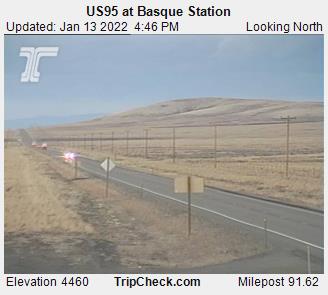 US95 at Basque Station
Updated: Jan 13 2022 4:46 PM Looking North
Elevation 4460 TripCheck.com Milepost 91.62